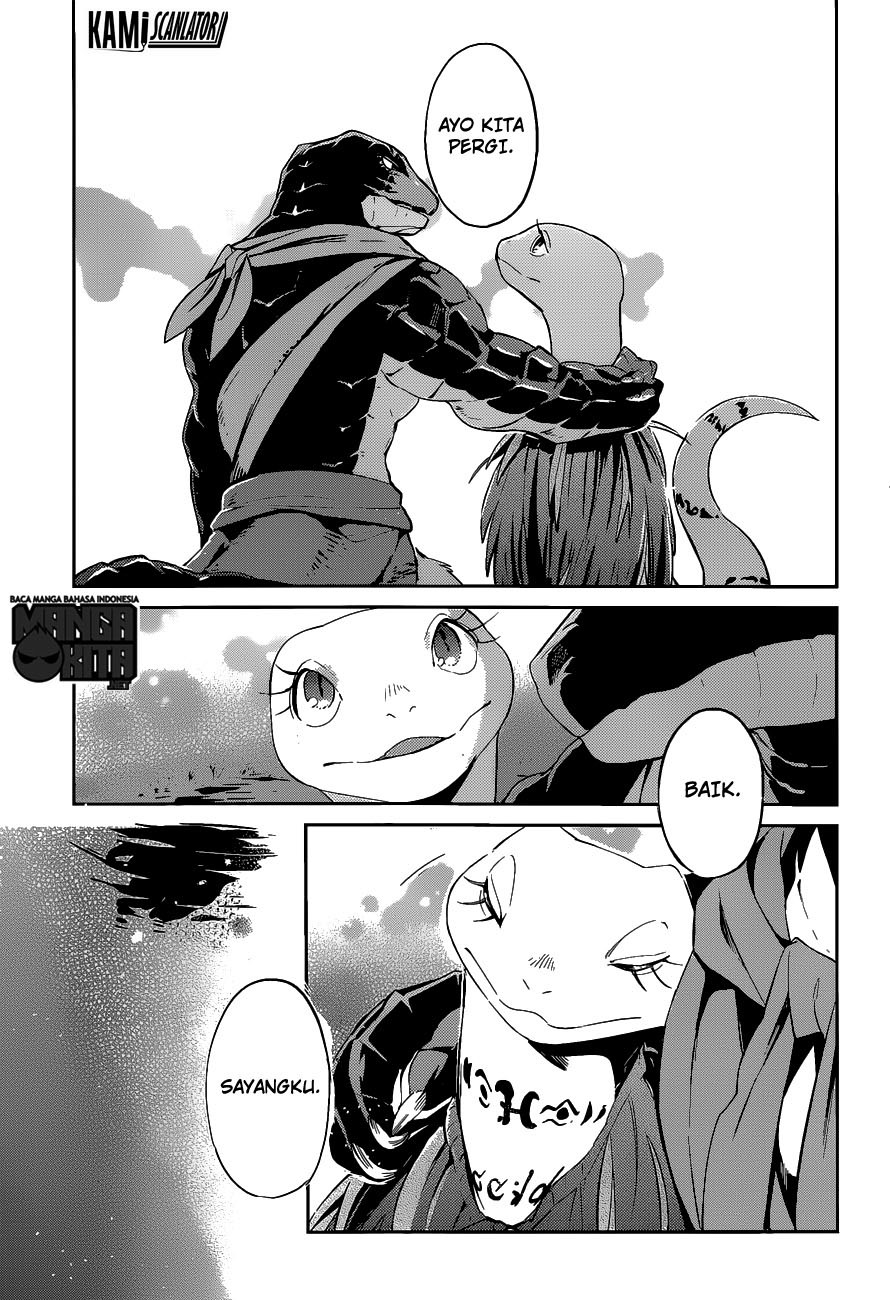 KAMI SCANLATOR
AYO KITA
PERGI.
BACA MANGA BAHASA INDONESIA
MANGA
KITA
BAIK.
SAYANGKU.